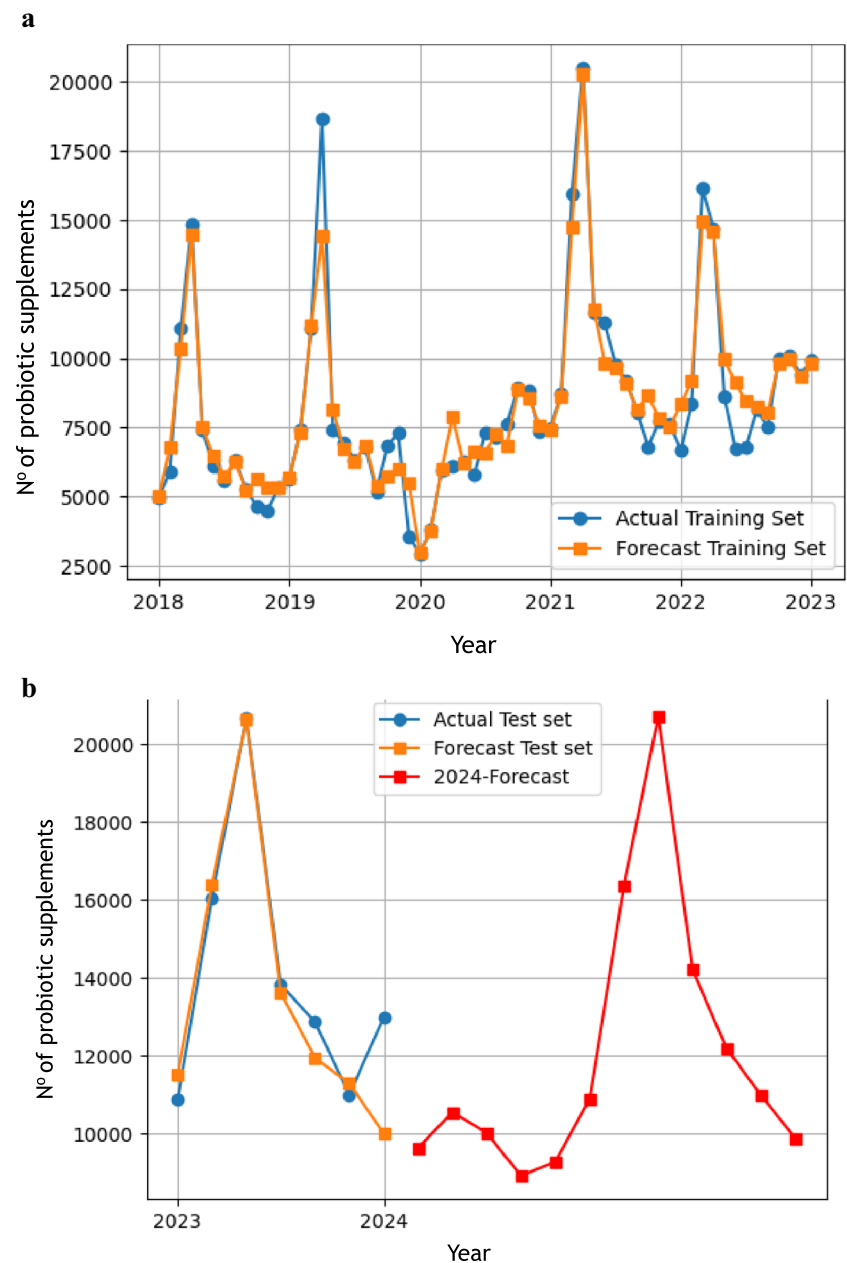 a
20000
17500
15000
12500
10000
7500
5000
2500
Nº of probiotic supplements
Actual Training Set
Forecast Training Set
2018 2019 2020 2021 2022 2023
Year
b
Actual Test set
Forecast Test set
2024-Forecast
20000
18000
16000
14000
12000
10000
Nº of probiotic supplements
2023 2024
Year